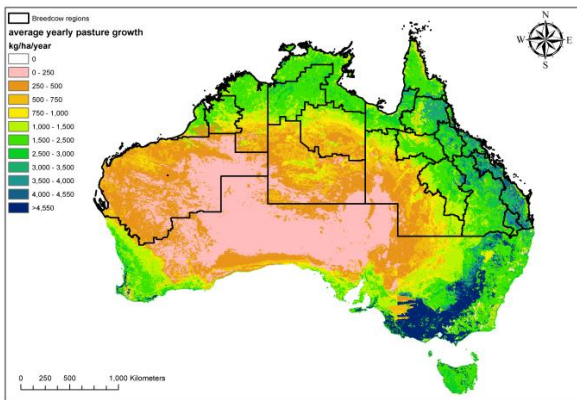 Breedcow regions
average yearly pasture growth
kg/ha/year
0
0 - 250
250 - 500
500 - 750
750 - 1,000
1,000 - 1,500
1,500 - 2,500
2,500 - 3,000
3,000 - 3,500
3,500 - 4,000
4,000 - 4,550
>4,550
N
W E
S
0 250 500 1,000 Kilometers